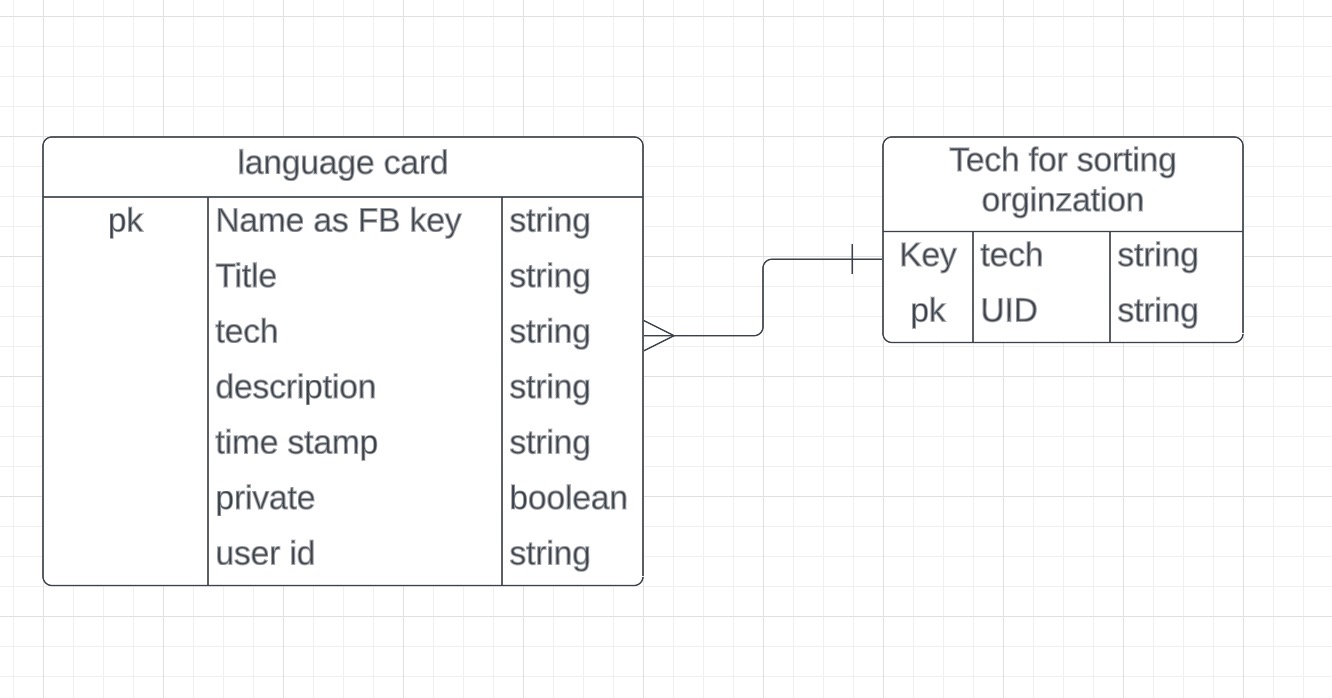 language card
pk Name as FB key string
Title string
tech string
description string
time stamp string
private boolean
user id string
Tech for sorting
orginzation
Key tech string
pk UID string